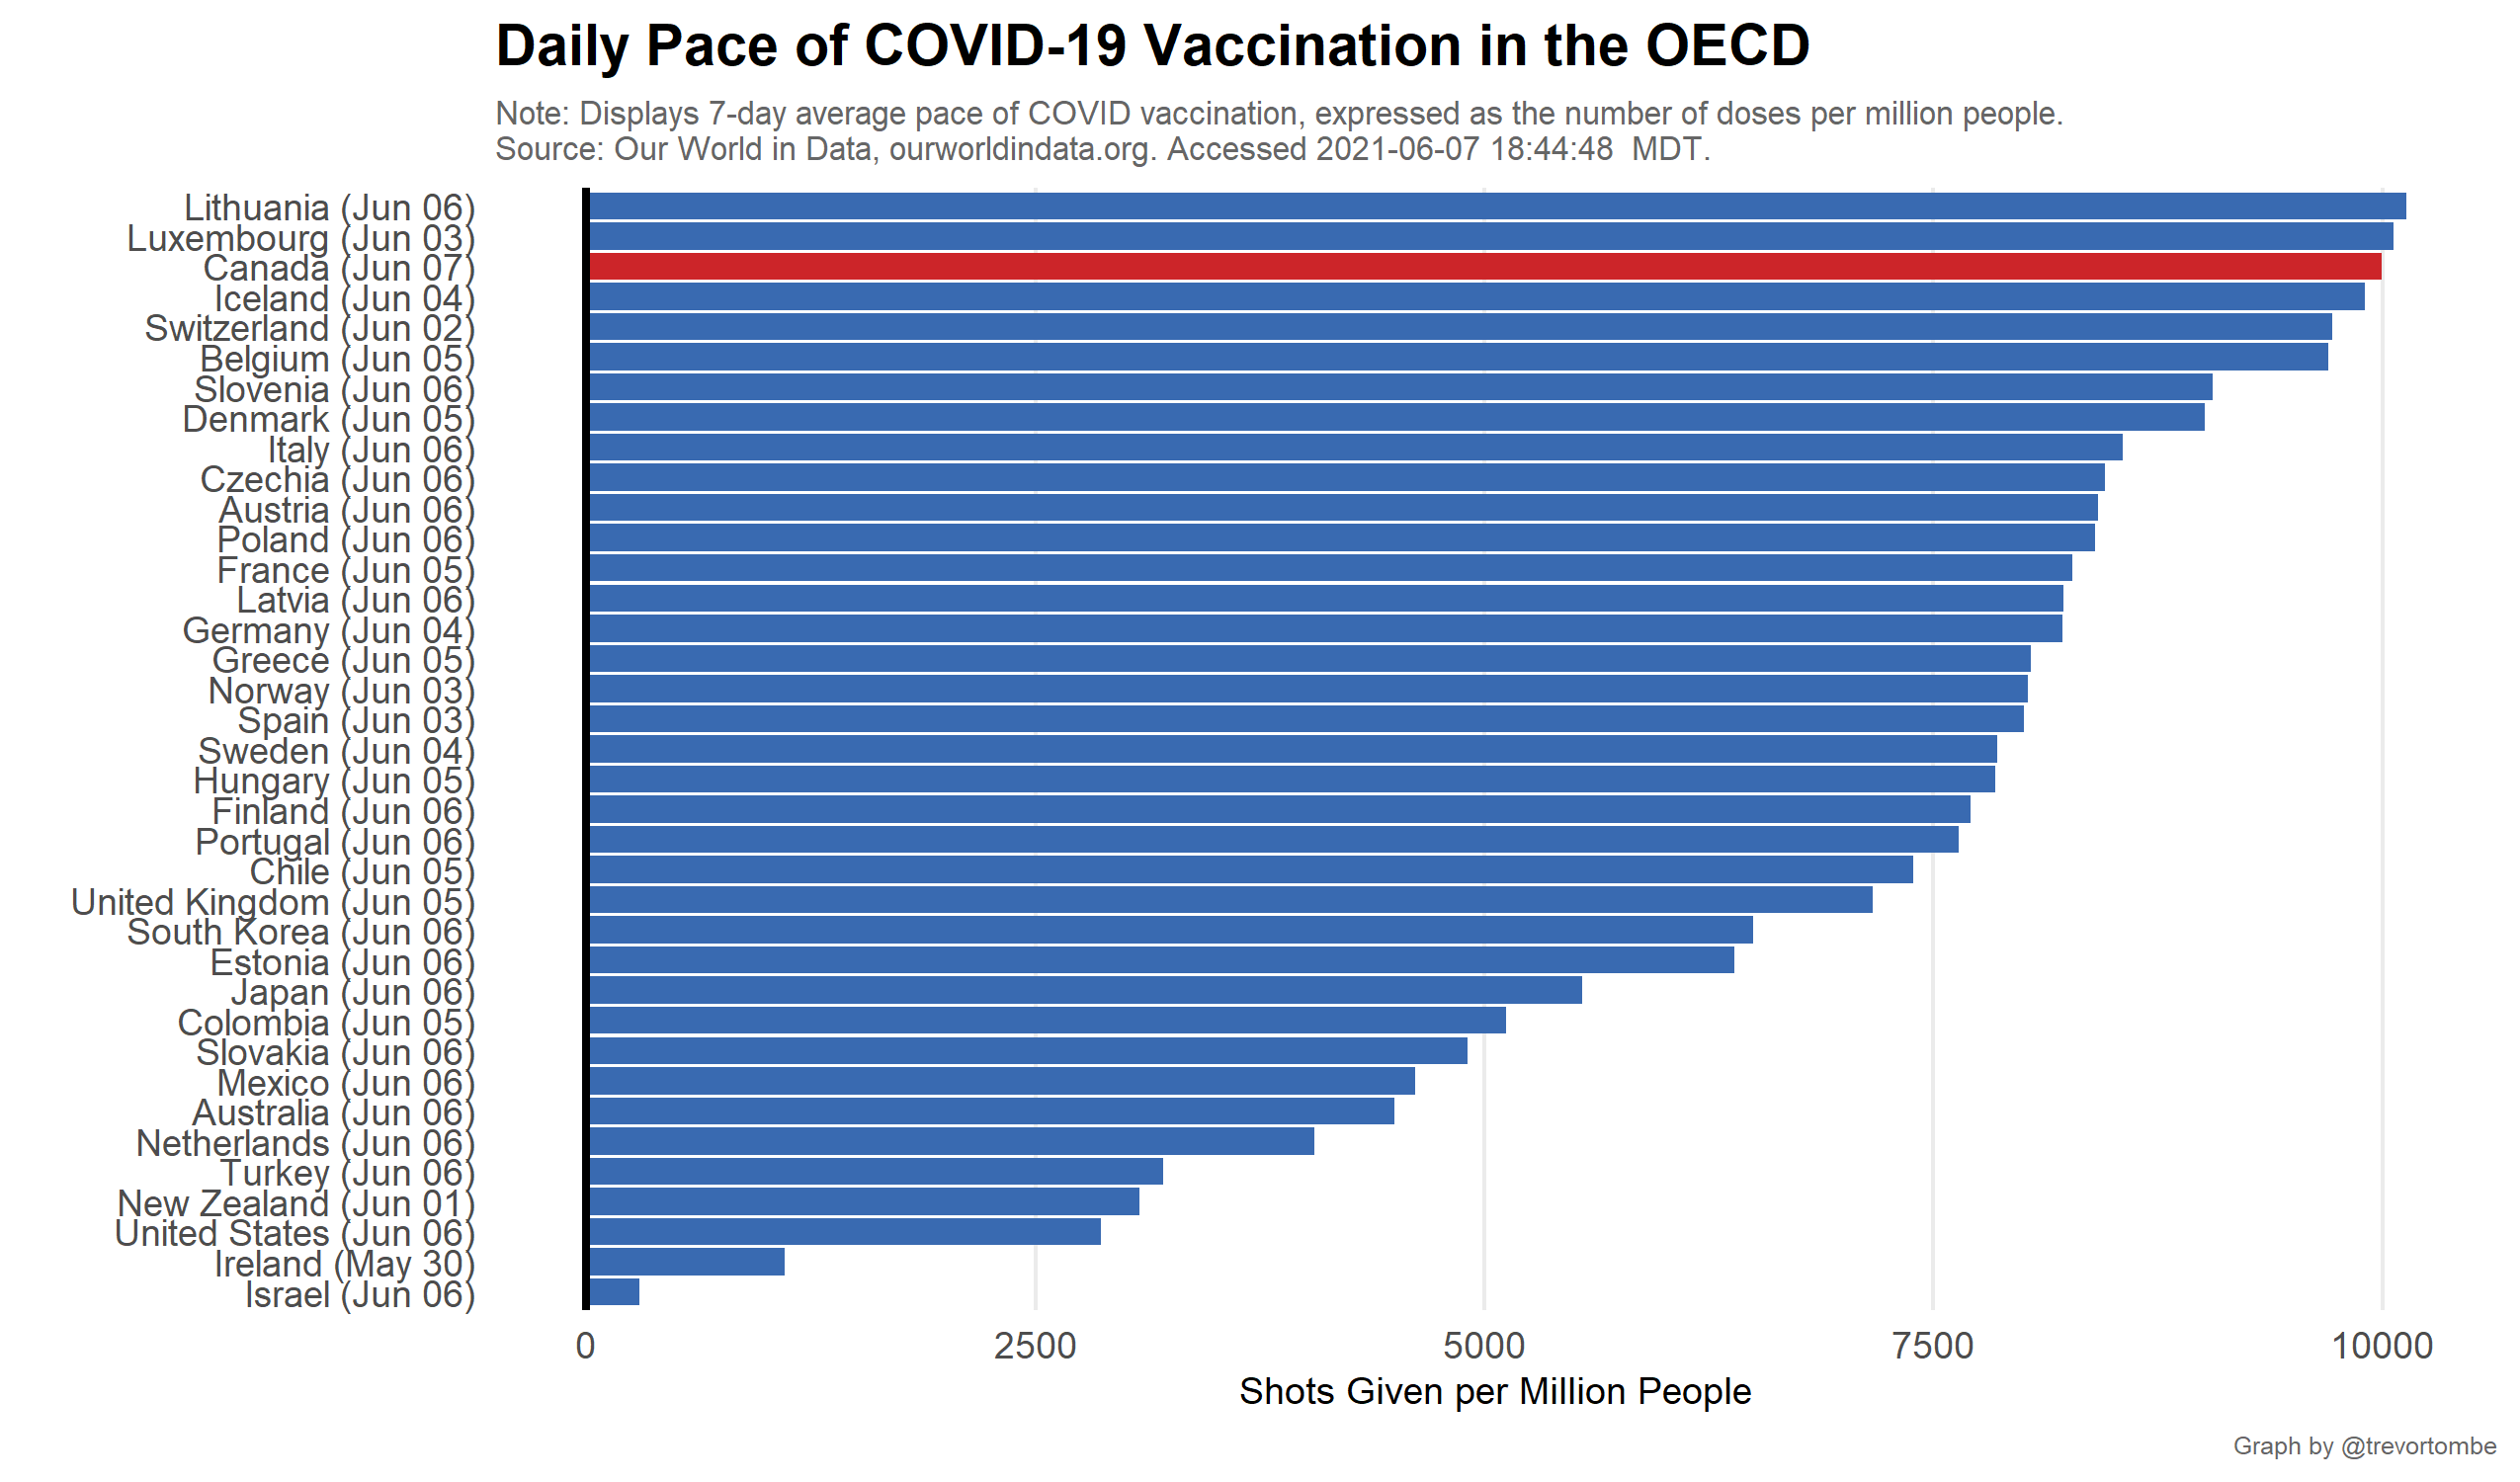 Daily Pace of COVID-19 Vaccination in the OECD
Note: Displays 7-day average pace of COVID vaccination, expressed as the number of doses per million people.
Source: Our World in Data, ourworldindata.org. Accessed 2021-06-07 18:44:48  MDT.
Lithuania (Jun 06)
Luxembourg (Jun 03)
Canada (Jun 07)
Iceland (Jun 04)
Switzerland (Jun 02)
Belgium (Jun 05)
Slovenia (Jun 06)
Denmark (Jun 05)
Italy (Jun 06)
Czechia (Jun 06)
Austria (Jun 06)
Poland (Jun 06)
France (Jun 05)
Latvia (Jun 06)
Germany (Jun 04)
Greece (Jun 05)
Norway (Jun 03)
Spain (Jun 03)
Sweden (Jun 04)
Hungary (Jun 05)
Finland (Jun 06)
Portugal (Jun 06)
Chile (Jun 05)
United Kingdom (Jun 05)
South Korea (Jun 06)
Estonia (Jun 06)
Japan (Jun 06)
Colombia (Jun 05)
Slovakia (Jun 06)
Mexico (Jun 06)
Australia (Jun 06)
Netherlands (Jun 06)
Turkey (Jun 06)
New Zealand (Jun 01)
United States (Jun 06)
Ireland (May 30)
Israel (Jun 06)
0 2500 5000 7500 10000
Shots Given per Million People
Graph by @trevortombe